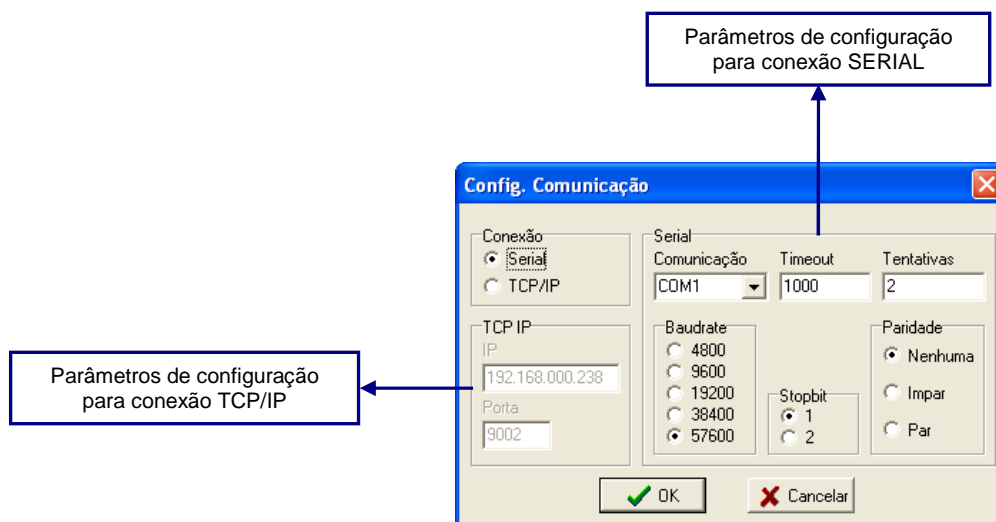 Parâmetros de configuração
para conexão SERIAL
Config. Comunicação
Conexão
Serial
TCP/IP
Serial
Comunicação Timeout Tentativas
COM1 1000 2
TCP IP
IP
192.168.000.238
Porta
9002
Baudrate
4800
9600
19200
38400
57600
Stopbit
1
2
Paridade
Nenhuma
Impar
Par
Parâmetros de configuração
para conexão TCP/IP
OK Cancelar